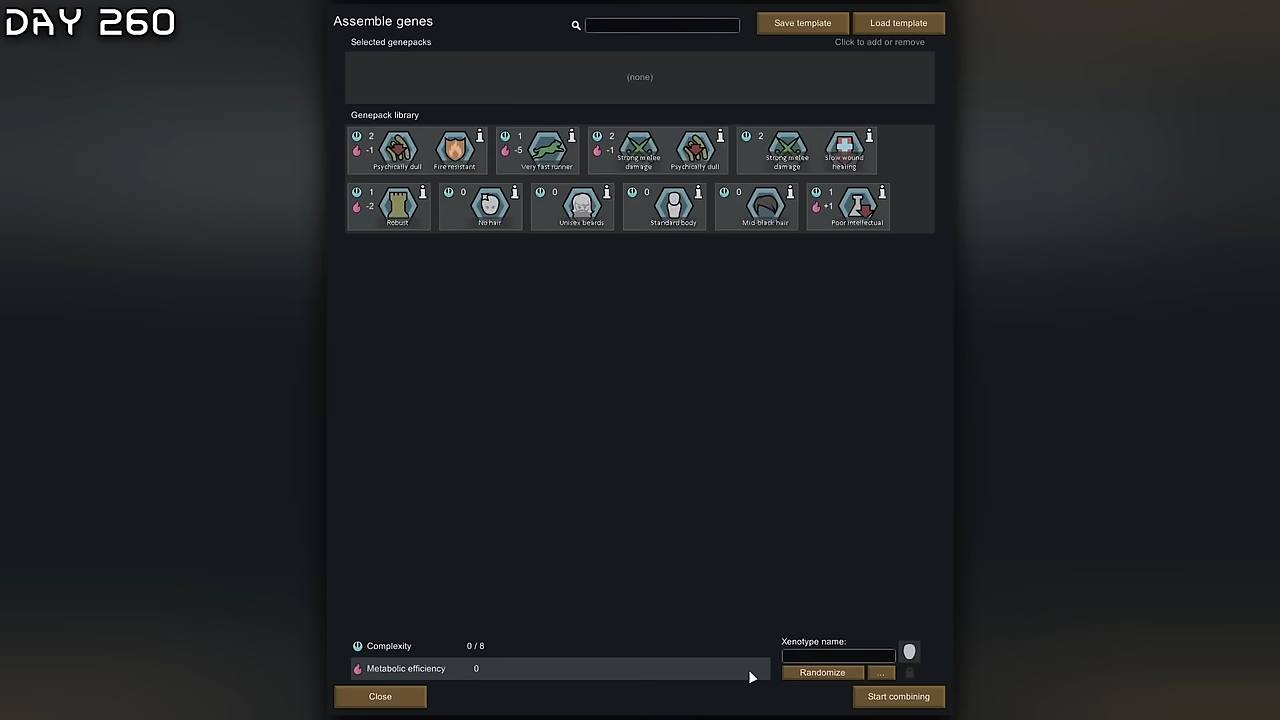 DAY 260
Assemble genes
Save template
Load template
Selected genepacks
Click to add or remove
(none)
Genepack library
2
-1
Psychically dull
Fire resistant
1
-5
Very fast runner
2
-1
Strong melee damage
Psychically dull
2
Strong melee damage
Slow wound healing
1
-2
Robust
0
No hair
0
Unisex beards
0
Standard body
0
Mid-black hair
1
+1
Poor intellectual
Complexity 0 / 8
Metabolic efficiency 0
Xenotype name:
Randomize
...
Close
Start combining